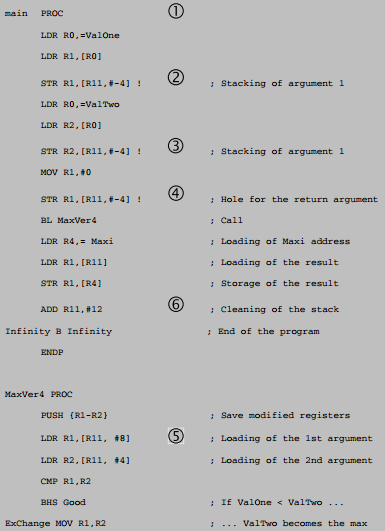 main PROC ①
LDR R0,=ValOne
LDR R1,[R0]
STR R1,[R11,#-4] ! ② ; Stacking of argument 1
LDR R0,=ValTwo
LDR R2,[R0]
STR R2,[R11,#-4] ! ③ ; Stacking of argument 1
MOV R1,#0
STR R1,[R11,#-4] ! ④ ; Hole for the return argument
BL MaxVer4 ; Call
LDR R4,= Maxi ; Loading of Maxi address
LDR R1,[R11] ; Loading of the result
STR R1,[R4] ; Storage of the result
ADD R11,#12 ⑥ ; Cleaning of the stack
Infinity B Infinity ; End of the program
ENDP
MaxVer4 PROC
PUSH {R1-R2} ; Save modified registers
LDR R1,[R11, #8] ⑤ ; Loading of the 1st argument
LDR R2,[R11, #4] ; Loading of the 2nd argument
CMP R1,R2
BHS Good ; If ValOne < ValTwo ...
ExChange MOV R1,R2 ; ... ValTwo becomes the max